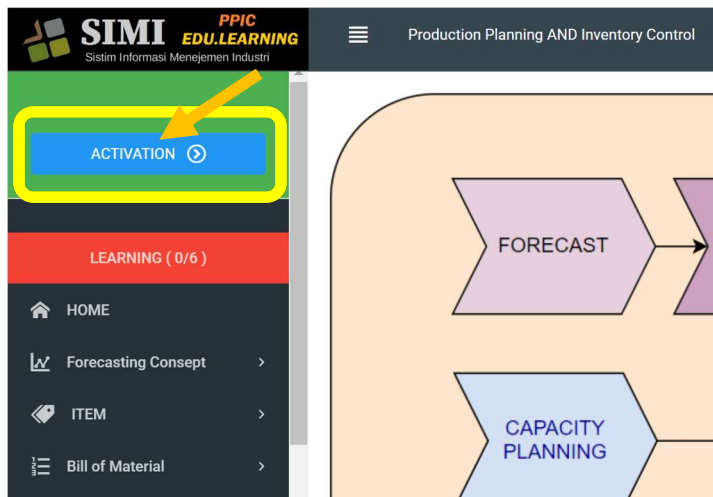 SIMI PPIC EDU.LEARNING
Sistim Informasi Menejemen Industri
Production Planning AND Inventory Control
ACTIVATION
LEARNING ( 0/6 )
HOME
Forecasting Consept
ITEM
Bill of Material
FORECAST
CAPACITY
PLANNING